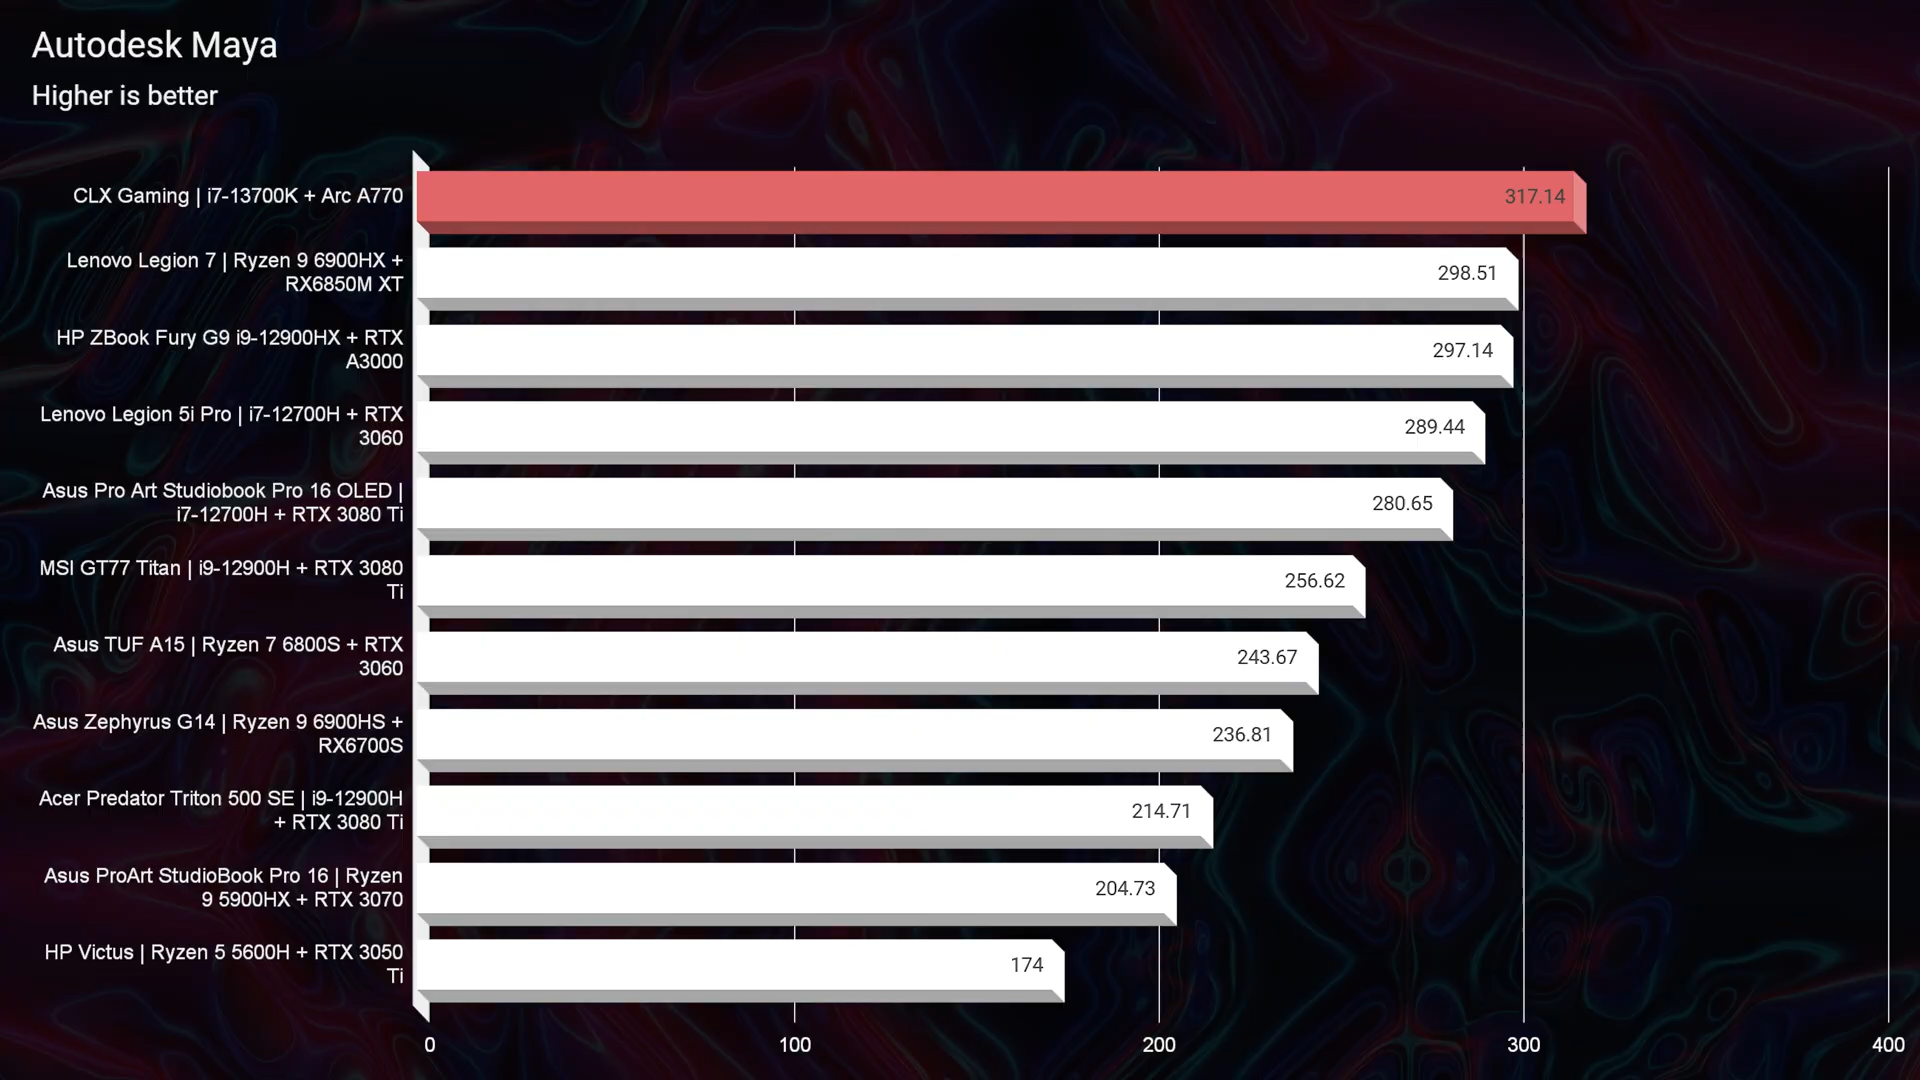 Autodesk Maya
Higher is better
CLX Gaming | i7-13700K + Arc A770
317.14
Lenovo Legion 7 | Ryzen 9 6900HX +
RX6850M XT
298.51
HP ZBook Fury G9 i9-12900HX + RTX
A3000
297.14
Lenovo Legion 5i Pro | i7-12700H + RTX
3060
289.44
Asus Pro Art Studiobook Pro 16 OLED |
i7-12700H + RTX 3080 Ti
280.65
MSI GT77 Titan | i9-12900H + RTX 3080
Ti
256.62
Asus TUF A15 | Ryzen 7 6800S + RTX
3060
243.67
Asus Zephyrus G14 | Ryzen 9 6900HS +
RX6700S
236.81
Acer Predator Triton 500 SE | i9-12900H
+ RTX 3080 Ti
214.71
Asus ProArt StudioBook Pro 16 | Ryzen
9 5900HX + RTX 3070
204.73
HP Victus | Ryzen 5 5600H + RTX 3050
Ti
174
0 100 200 300 400